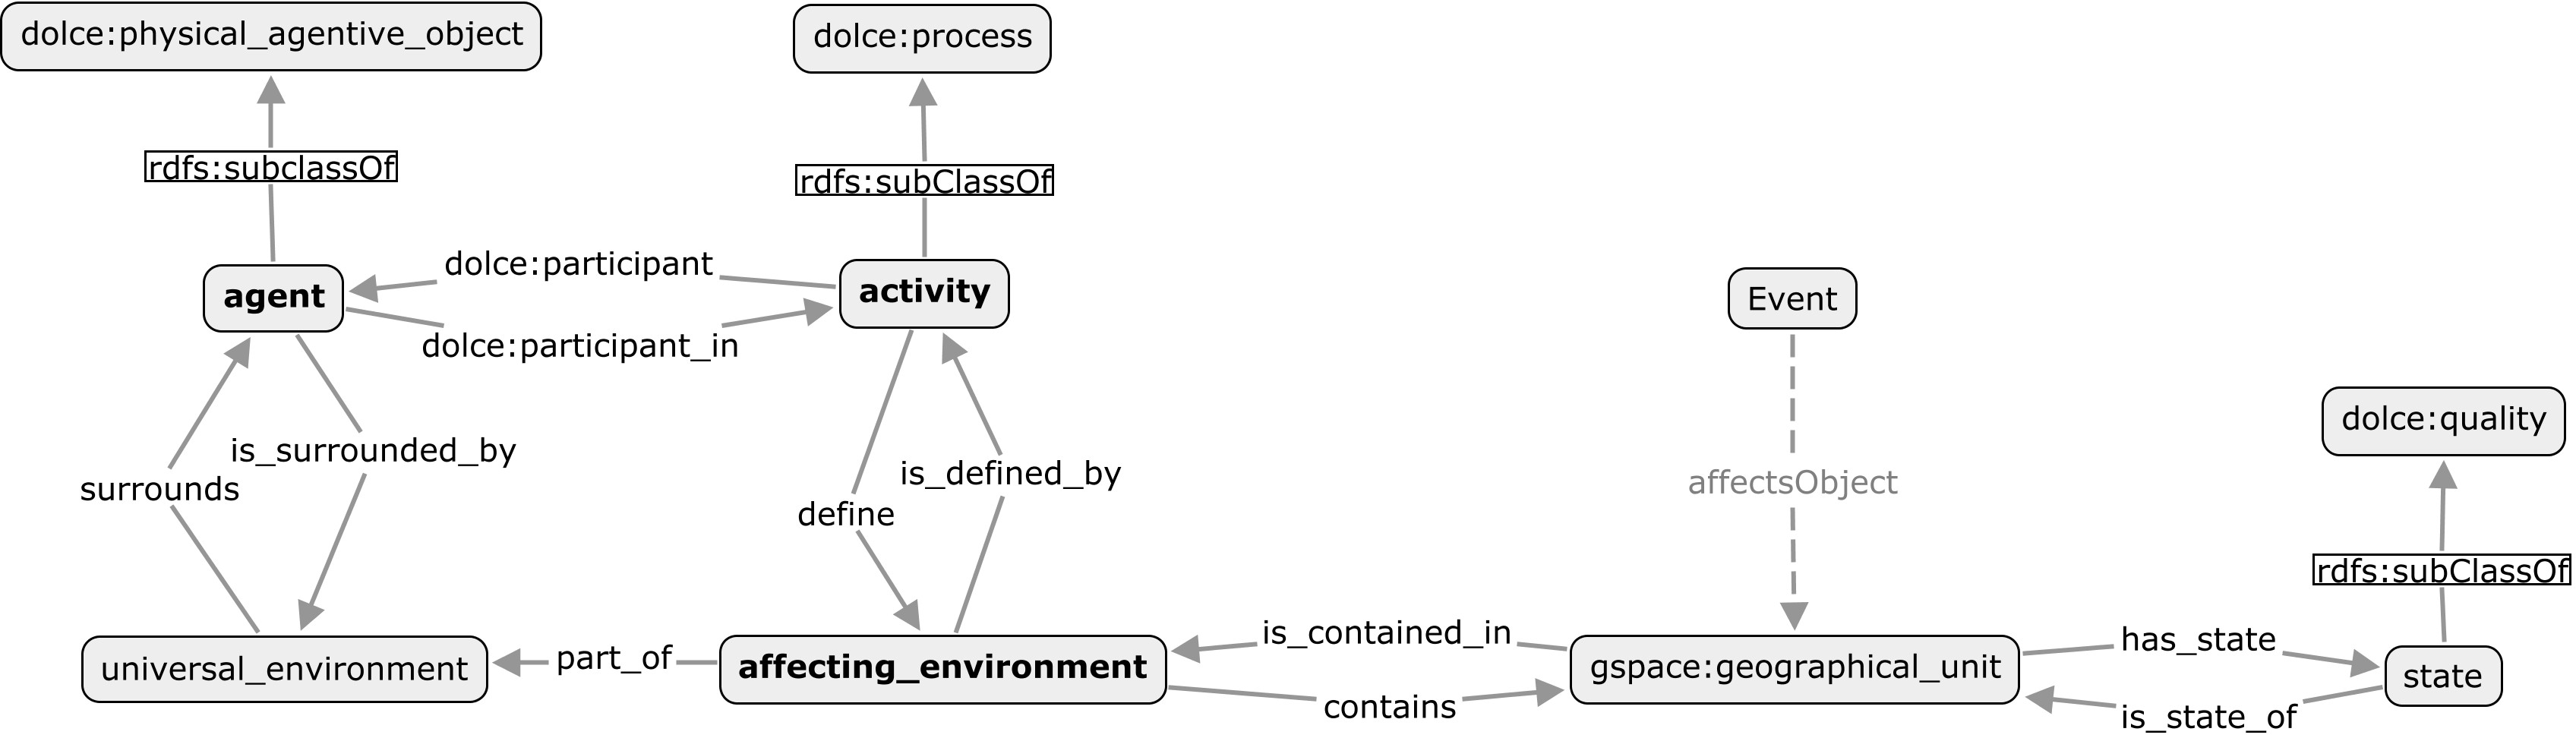 dolce:physical_agentive_object
dolce:process
rdfs:subclassOf
rdfs:subClassOf
dolce:participant
agent
activity
Event
dolce:participant_in
dolce:quality
is_surrounded_by
surrounds
is_defined_by
define
affectsObject
rdfs:subClassOf
universal_environment
part_of
affecting_environment
is_contained_in
contains
gspace:geographical_unit
has_state
state
is_state_of